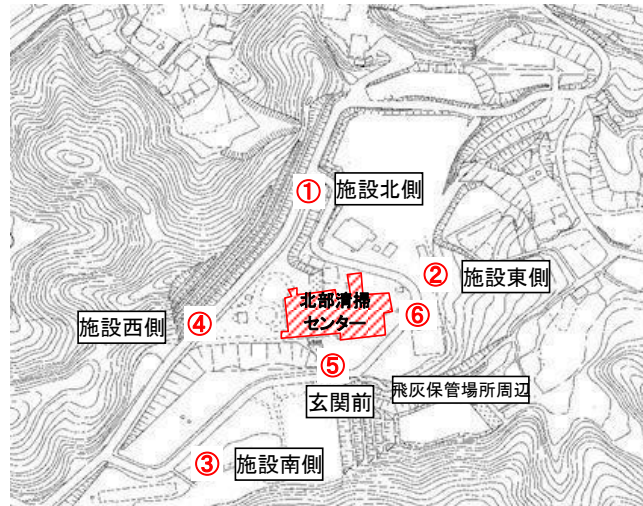 ① 施設北側
② 施設東側
北部清掃
センター
⑥
施設西側 ④
⑤
飛灰保管場所周辺
玄関前
③ 施設南側